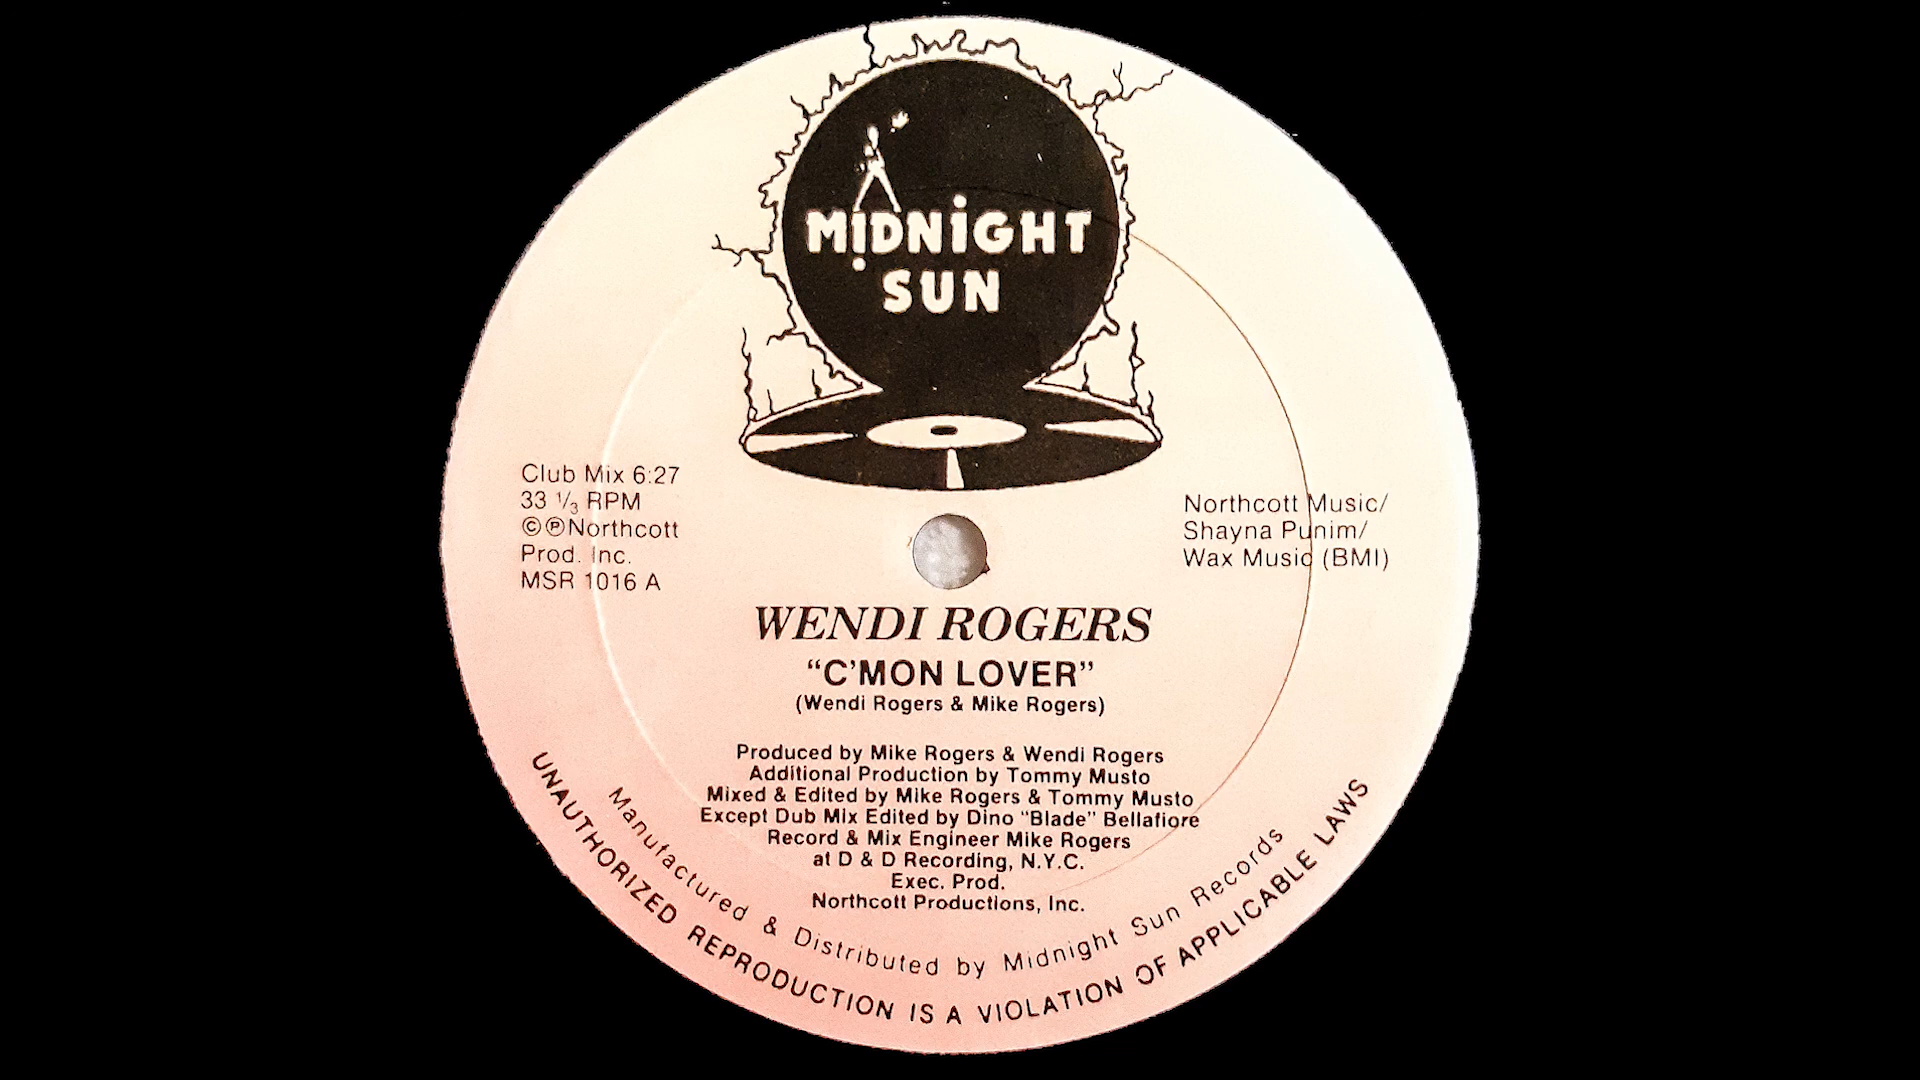 MiDNiGHT
SUN
Club Mix 6:27
33 ⅓ RPM
©℗Northcott
Prod. Inc.
MSR 1016 A
Northcott Music/
Shayna Punim/
Wax Music (BMI)
WENDI ROGERS
“C’MON LOVER”
(Wendi Rogers & Mike Rogers)
Produced by Mike Rogers & Wendi Rogers
Additional Production by Tommy Musto
Mixed & Edited by Mike Rogers & Tommy Musto
Except Dub Mix Edited by Dino “Blade” Bellafiore
Record & Mix Engineer Mike Rogers
at D & D Recording, N.Y.C.
Exec. Prod.
Northcott Productions, Inc.
Manufactured & Distributed by Midnight Sun Records
UNAUTHORIZED REPRODUCTION IS A VIOLATION OF APPLICABLE LAWS